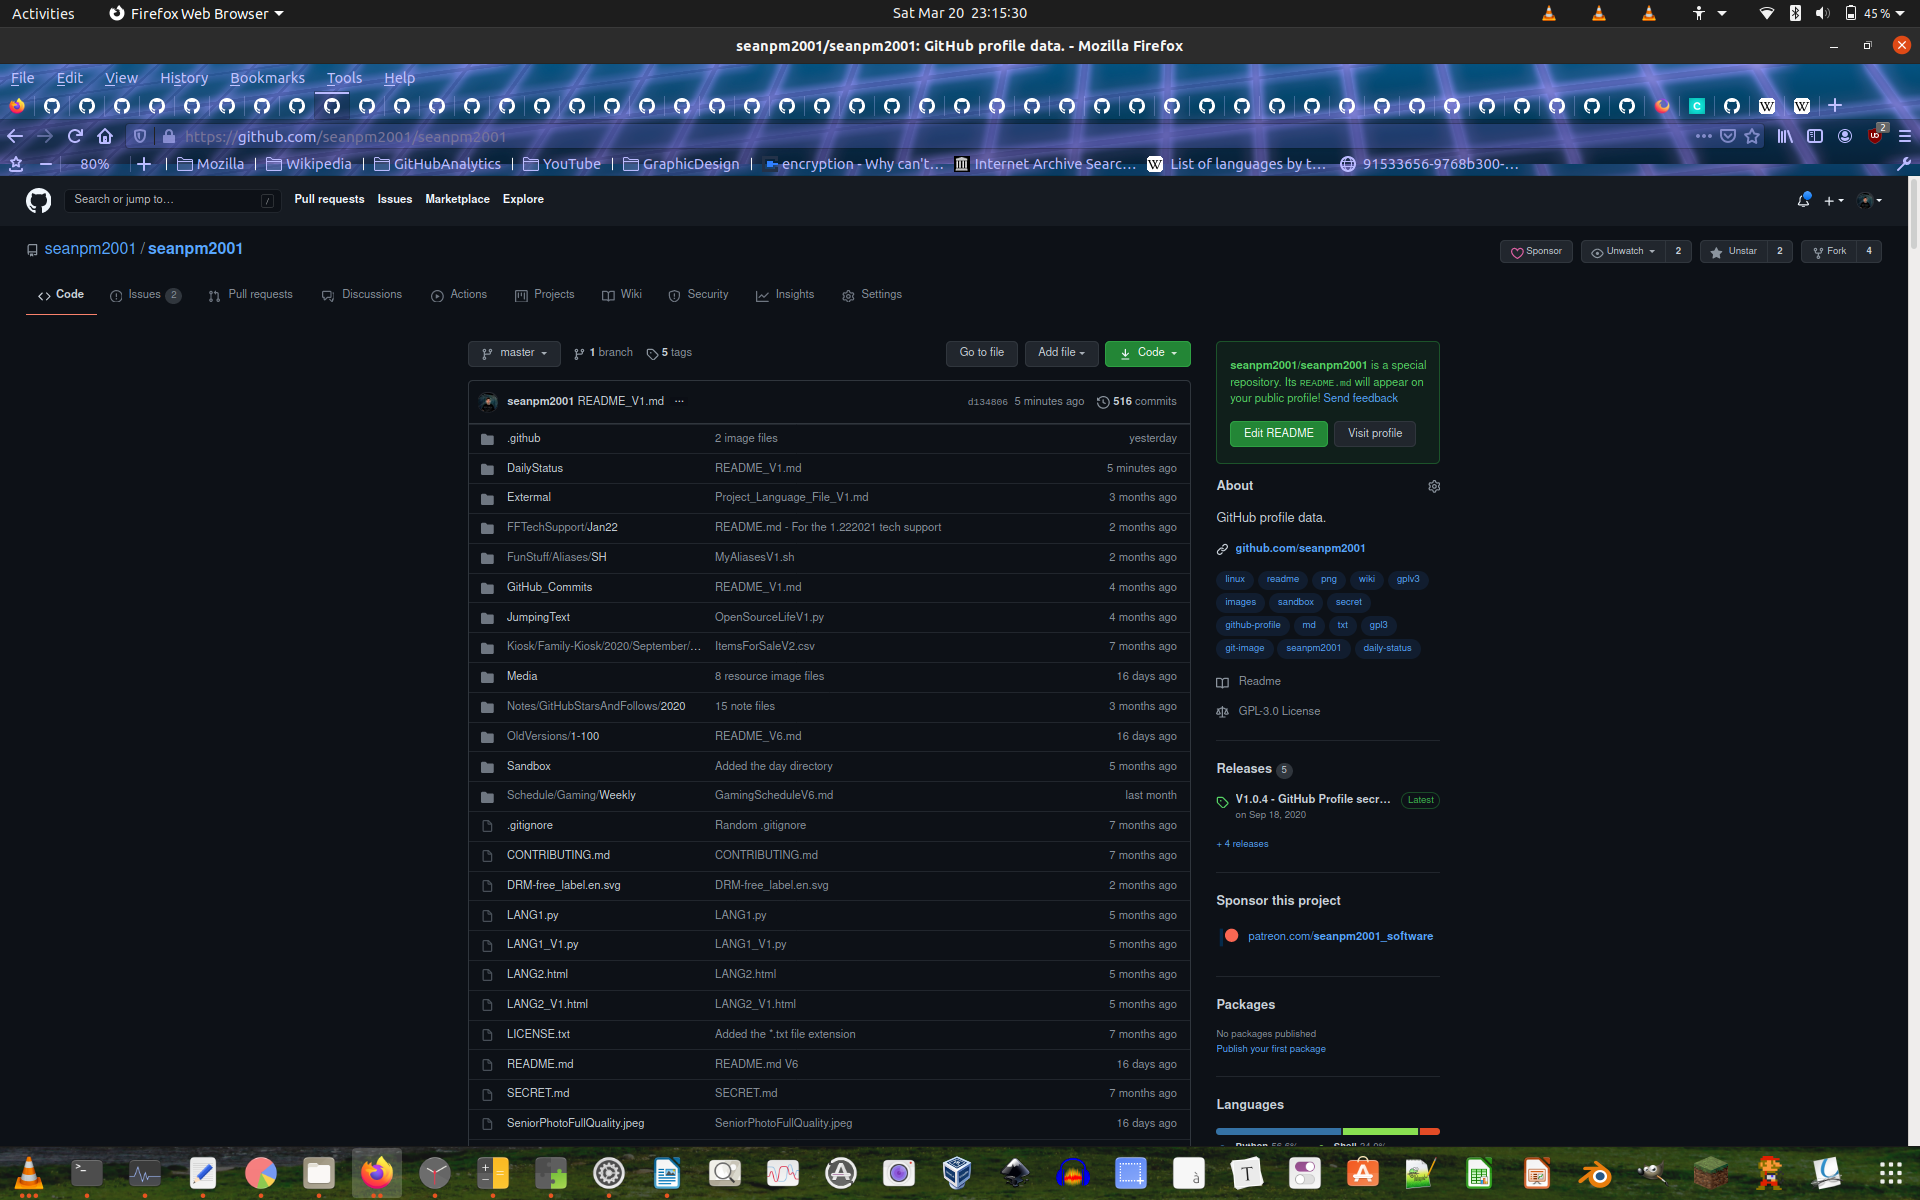 Activities Firefox Web Browser Sat Mar 20 23:15:30 45 %
seanpm2001/seanpm2001: GitHub profile data. - Mozilla Firefox
File Edit View History Bookmarks Tools Help
https://github.com/seanpm2001/seanpm2001 2
80% Mozilla Wikipedia GitHubAnalytics YouTube GraphicDesign encryption - Why can't… Internet Archive Searc… List of languages by t… 91533656-9768b300-…
Search or jump to… / Pull requests Issues Marketplace Explore
seanpm2001 / seanpm2001 Sponsor Unwatch 2 Unstar 2 Fork 4
Code Issues 2 Pull requests Discussions Actions Projects Wiki Security Insights Settings
master 1 branch 5 tags Go to file Add file Code
seanpm2001 README_V1.md ... d134806 5 minutes ago 516 commits
.github 2 image files yesterday
DailyStatus README_V1.md 5 minutes ago
Extermal Project_Language_File_V1.md 3 months ago
FFTechSupport/Jan22 README.md - For the 1.222021 tech support 2 months ago
FunStuff/Aliases/SH MyAliasesV1.sh 2 months ago
GitHub_Commits README_V1.md 4 months ago
JumpingText OpenSourceLifeV1.py 4 months ago
Kiosk/Family-Kiosk/2020/September/… ItemsForSaleV2.csv 7 months ago
Media 8 resource image files 16 days ago
Notes/GitHubStarsAndFollows/2020 15 note files 3 months ago
OldVersions/1-100 README_V6.md 16 days ago
Sandbox Added the day directory 5 months ago
Schedule/Gaming/Weekly GamingScheduleV6.md last month
.gitignore Random .gitignore 7 months ago
CONTRIBUTING.md CONTRIBUTING.md 7 months ago
DRM-free_label.en.svg DRM-free_label.en.svg 2 months ago
LANG1.py LANG1.py 5 months ago
LANG1_V1.py LANG1_V1.py 5 months ago
LANG2.html LANG2.html 5 months ago
LANG2_V1.html LANG2_V1.html 5 months ago
LICENSE.txt Added the *.txt file extension 7 months ago
README.md README.md V6 16 days ago
SECRET.md SECRET.md 7 months ago
SeniorPhotoFullQuality.jpeg SeniorPhotoFullQuality.jpeg 16 days ago
seanpm2001/seanpm2001 is a special
repository. Its README.md will appear on
your public profile! Send feedback
Edit README Visit profile
About
GitHub profile data.
github.com/seanpm2001
linux readme png wiki gplv3
images sandbox secret
github-profile md txt gpl3
git-image seanpm2001 daily-status
Readme
GPL-3.0 License
Releases 5
V1.0.4 - GitHub Profile secr… Latest
on Sep 18, 2020
+ 4 releases
Sponsor this project
patreon.com/seanpm2001_software
Packages
No packages published
Publish your first package
Languages